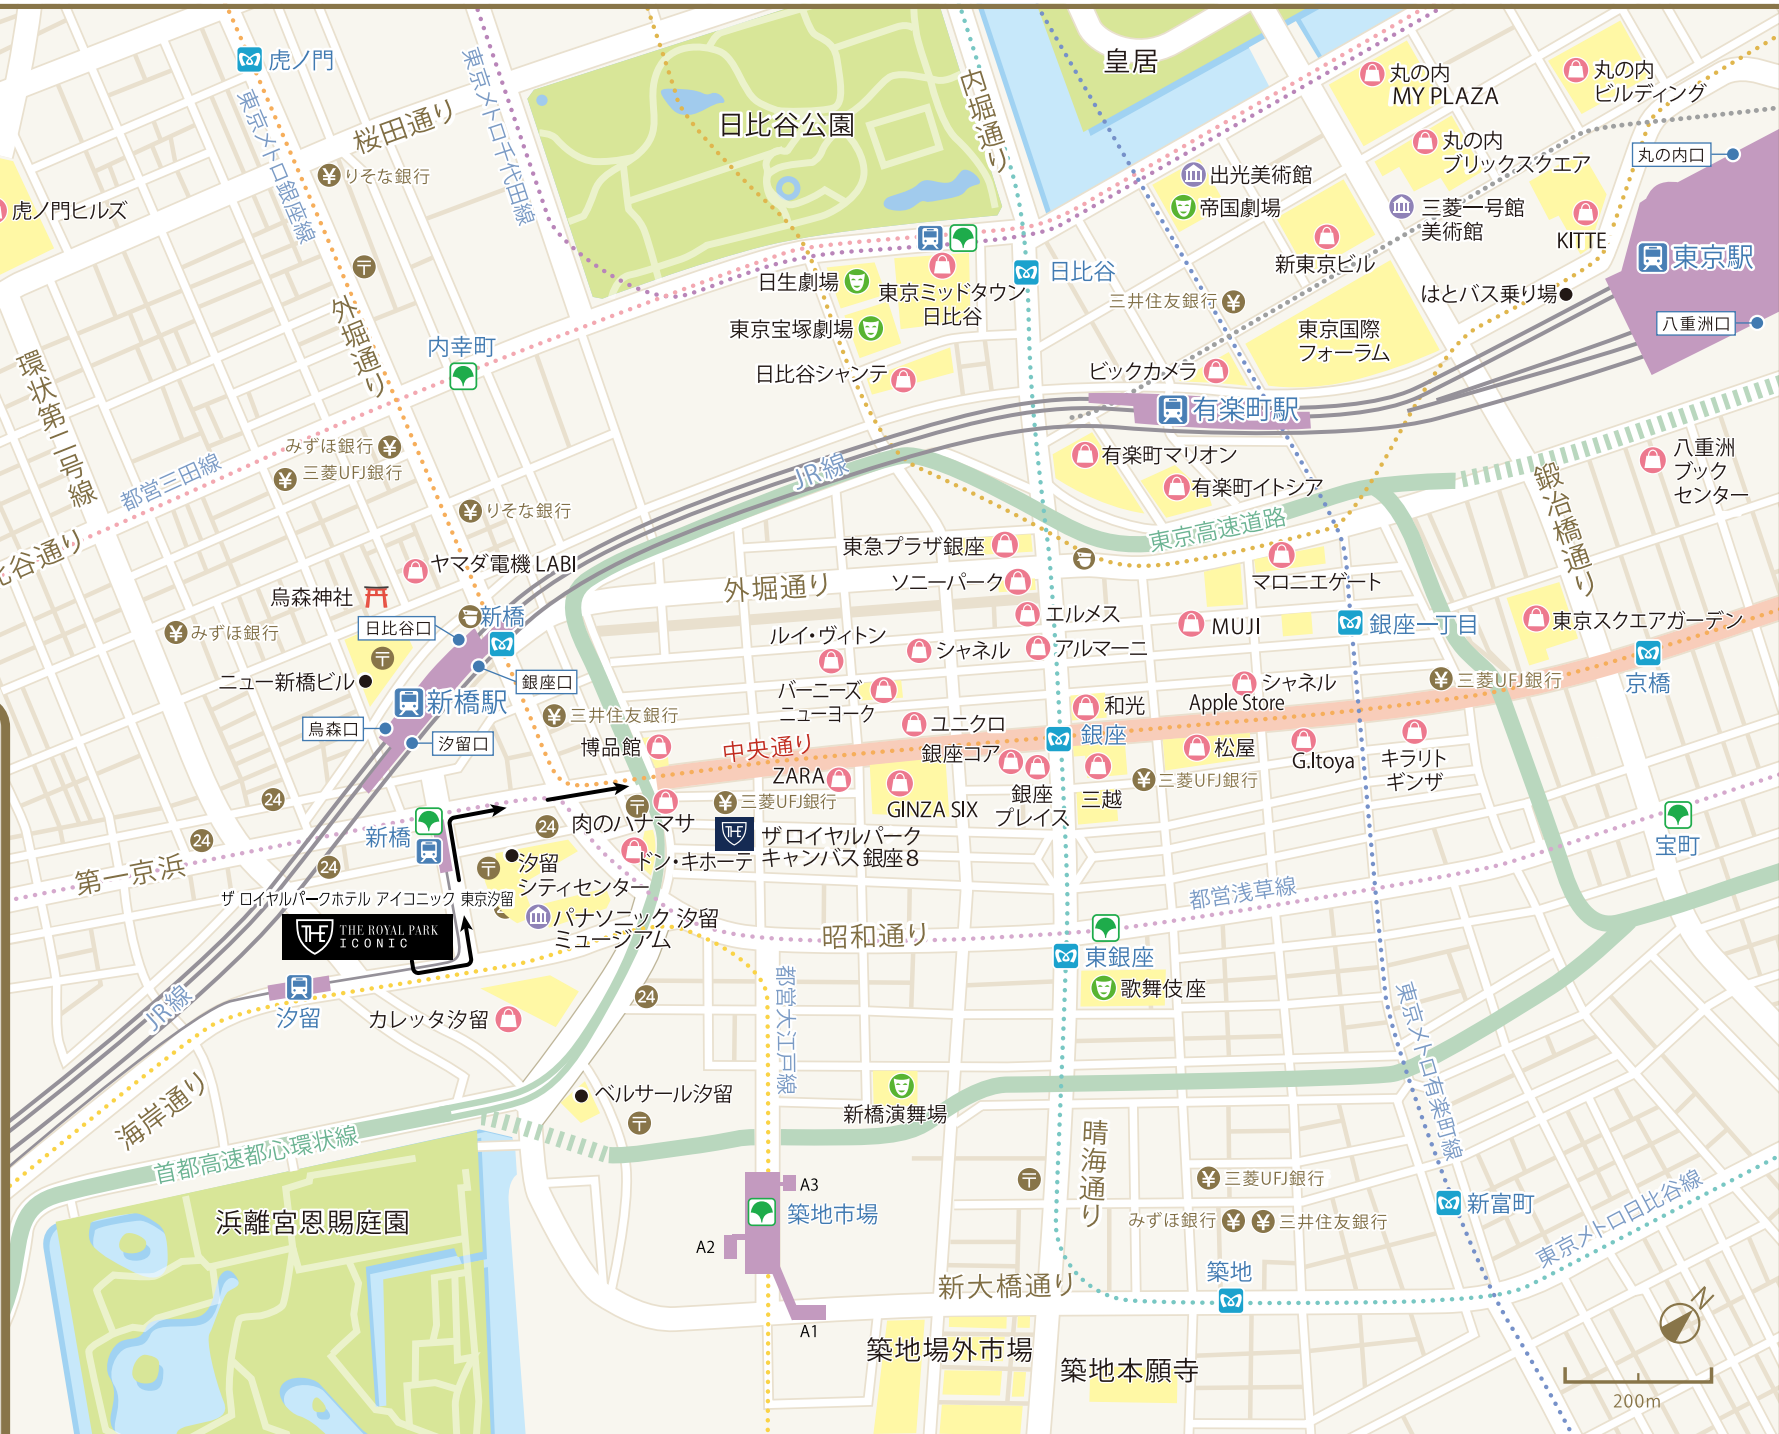 虎ノ門
東京メトロ銀座線
東京メトロ千代田線
桜田通り
りそな銀行
虎ノ門ヒルズ
日比谷公園
内堀通り
皇居
丸の内
MY PLAZA
丸の内
ビルディング
丸の内
ブリックスクエア
丸の内口
出光美術館
帝国劇場
三菱一号館
美術館
KITTE
東京駅
新東京ビル
はとバス乗り場
八重洲口
日生劇場
東京ミッドタウン
日比谷
日比谷
三井住友銀行
東京国際
フォーラム
東京宝塚劇場
日比谷シャンテ
ビックカメラ
有楽町駅
外堀通り
内幸町
環状第二号線
みずほ銀行
三菱UFJ銀行
都営三田線
りそな銀行
JR線
有楽町マリオン
有楽町イトシア
東京高速道路
鍛冶橋通り
八重洲
ブック
センター
比谷通り
ヤマダ電機 LABI
烏森神社
日比谷口
新橋
みずほ銀行
ニュー新橋ビル
銀座口
新橋駅
烏森口
汐留口
東急プラザ銀座
ソニーパーク
外堀通り
エルメス
マロニエゲート
ルイ・ヴィトン
シャネル
アルマーニ
MUJI
銀座一丁目
東京スクエアガーデン
バーニーズ
ニューヨーク
和光
シャネル
Apple Store
三菱UFJ銀行
京橋
三井住友銀行
博品館
ユニクロ
中央通り
銀座コア
銀座
松屋
G.Itoya
キラリト
ギンザ
ZARA
GINZA SIX
銀座
プレイス
三越
三菱UFJ銀行
三菱UFJ銀行
24
24
24
24
新橋
肉のハナマサ
THE
ザ ロイヤルパーク
キャンバス 銀座8
ドン・キホーテ
宝町
第一京浜
汐留
シティセンター
都営浅草線
ザ ロイヤルパークホテル アイコニック 東京汐留
THE
THE ROYAL PARK
ICONIC
パナソニック 汐留
ミュージアム
昭和通り
東銀座
歌舞伎座
JR線
汐留
カレッタ汐留
24
都営大江戸線
東京メトロ有楽町線
海岸通り
首都高速都心環状線
ベルサール汐留
新橋演舞場
晴海通り
浜離宮恩賜庭園
A3
築地市場
A2
A1
三菱UFJ銀行
みずほ銀行
三井住友銀行
新富町
東京メトロ日比谷線
築地
新大橋通り
築地場外市場
築地本願寺
N
200m